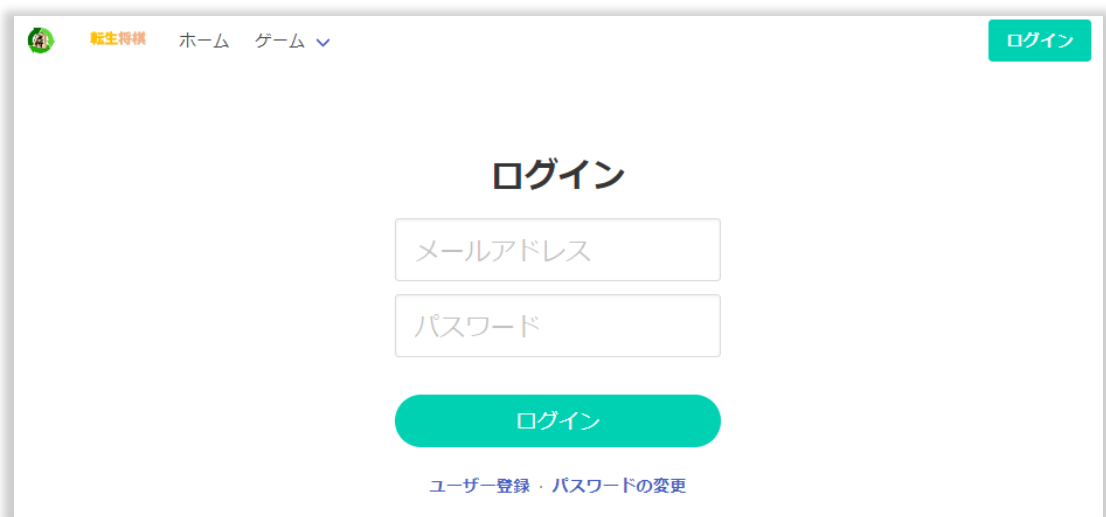 転生将棋 ホーム ゲーム ログイン
ログイン
メールアドレス
パスワード
ログイン
ユーザー登録 · パスワードの変更